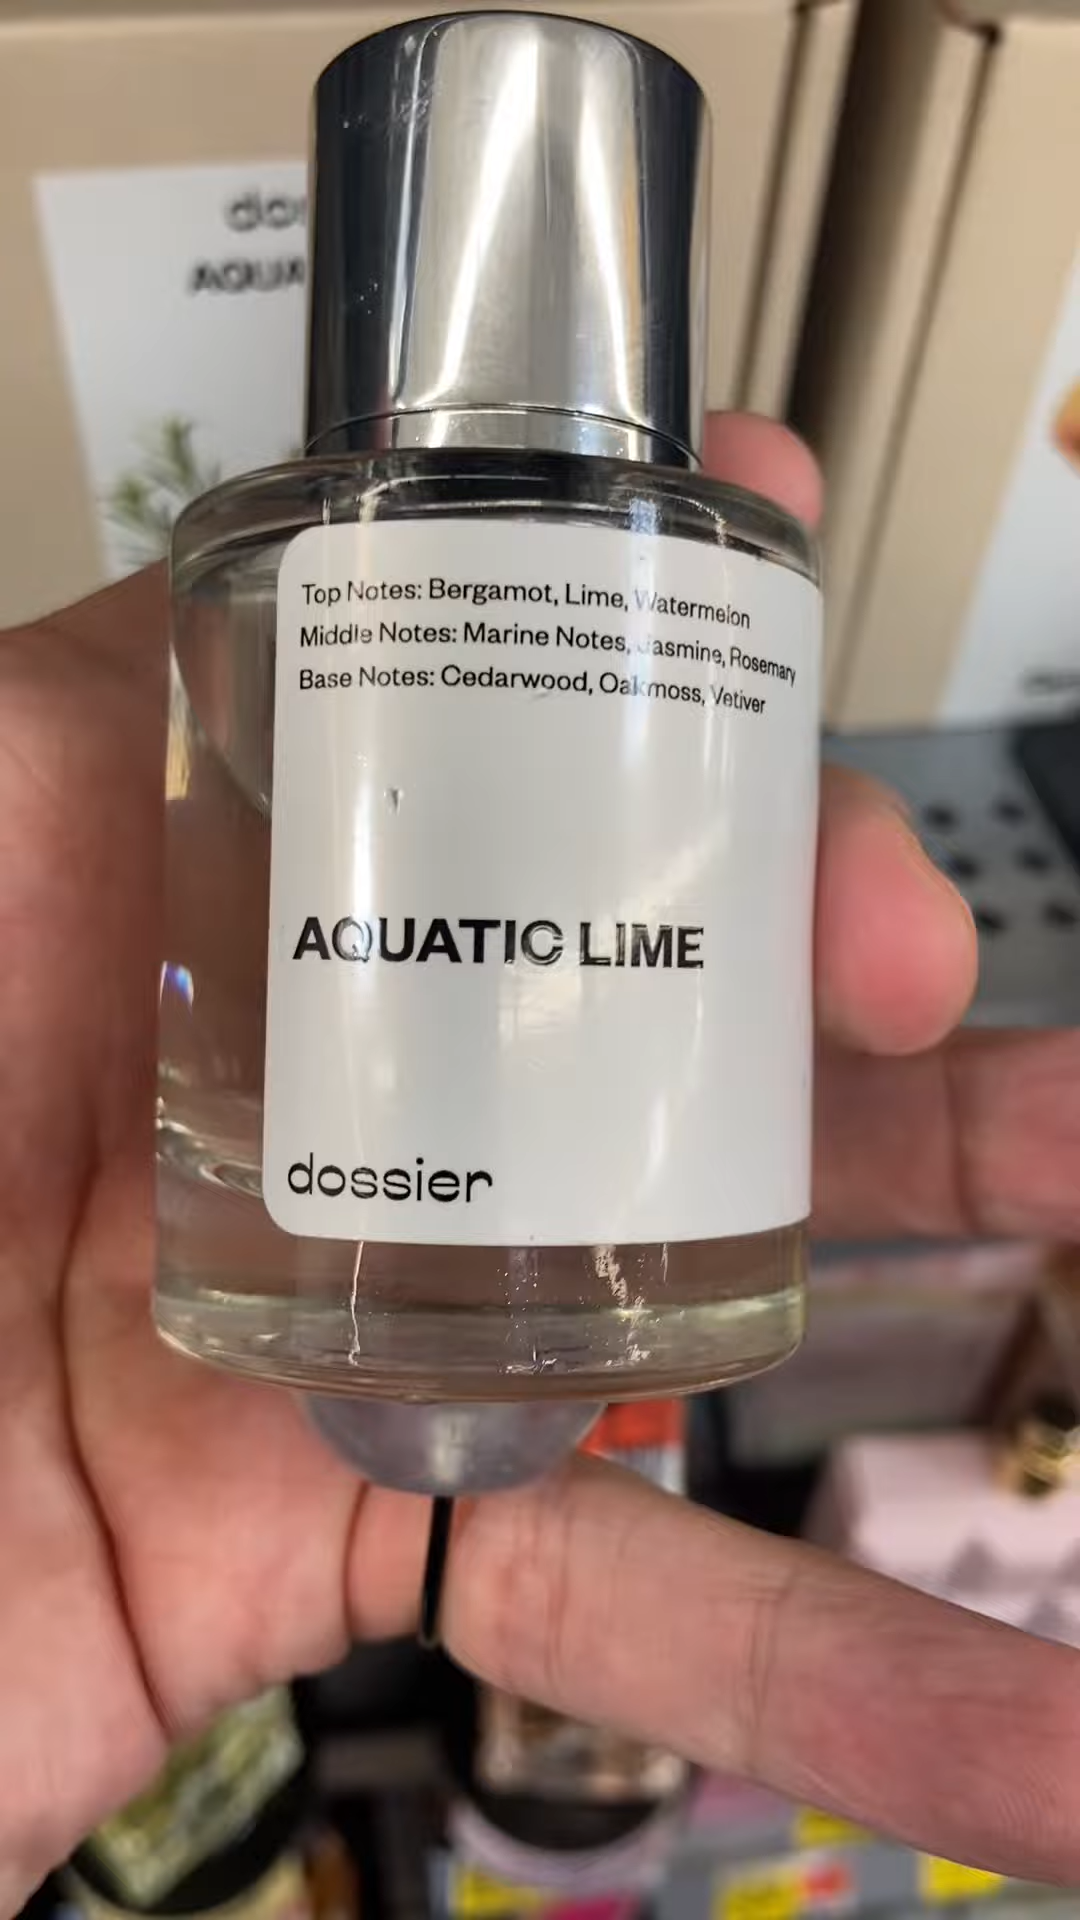 Top Notes: Bergamot, Lime, Watermelon
Middle Notes: Marine Notes, Jasmine, Rosemary
Base Notes: Cedarwood, Oakmoss, Vetiver
AQUATIC LIME
dossier